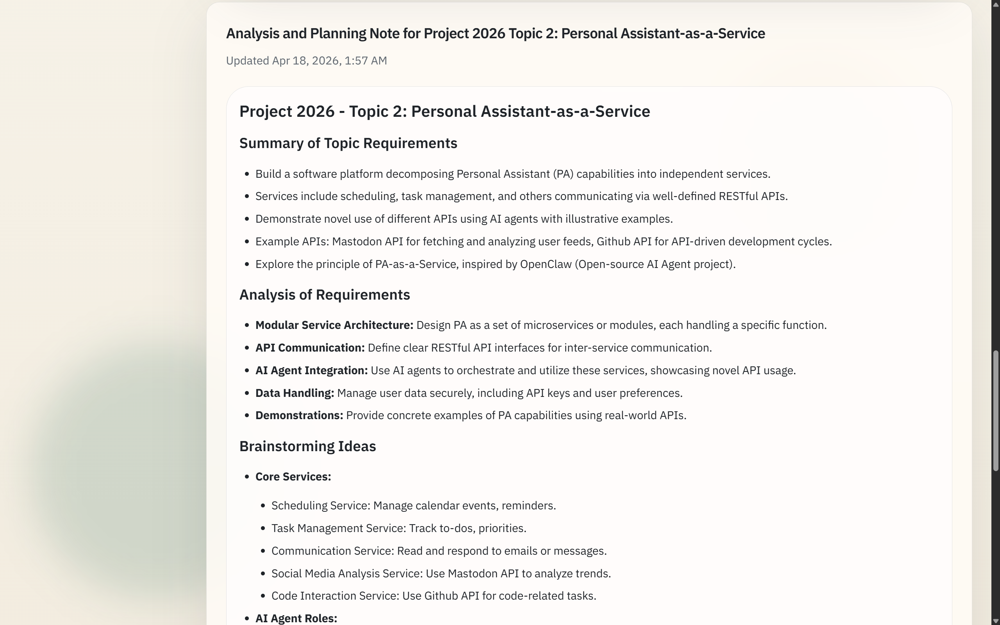 Analysis and Planning Note for Project 2026 Topic 2: Personal Assistant-as-a-Service
Updated Apr 18, 2026, 1:57 AM
Project 2026 - Topic 2: Personal Assistant-as-a-Service
Summary of Topic Requirements
Build a software platform decomposing Personal Assistant (PA) capabilities into independent services.
Services include scheduling, task management, and others communicating via well-defined RESTful APIs.
Demonstrate novel use of different APIs using AI agents with illustrative examples.
Example APIs: Mastodon API for fetching and analyzing user feeds, Github API for API-driven development cycles.
Explore the principle of PA-as-a-Service, inspired by OpenClaw (Open-source AI Agent project).
Analysis of Requirements
Modular Service Architecture: Design PA as a set of microservices or modules, each handling a specific function.
API Communication: Define clear RESTful API interfaces for inter-service communication.
AI Agent Integration: Use AI agents to orchestrate and utilize these services, showcasing novel API usage.
Data Handling: Manage user data securely, including API keys and user preferences.
Demonstrations: Provide concrete examples of PA capabilities using real-world APIs.
Brainstorming Ideas
Core Services:
Scheduling Service: Manage calendar events, reminders.
Task Management Service: Track to-dos, priorities.
Communication Service: Read and respond to emails or messages.
Social Media Analysis Service: Use Mastodon API to analyze trends.
Code Interaction Service: Use Github API for code-related tasks.
AI Agent Roles: